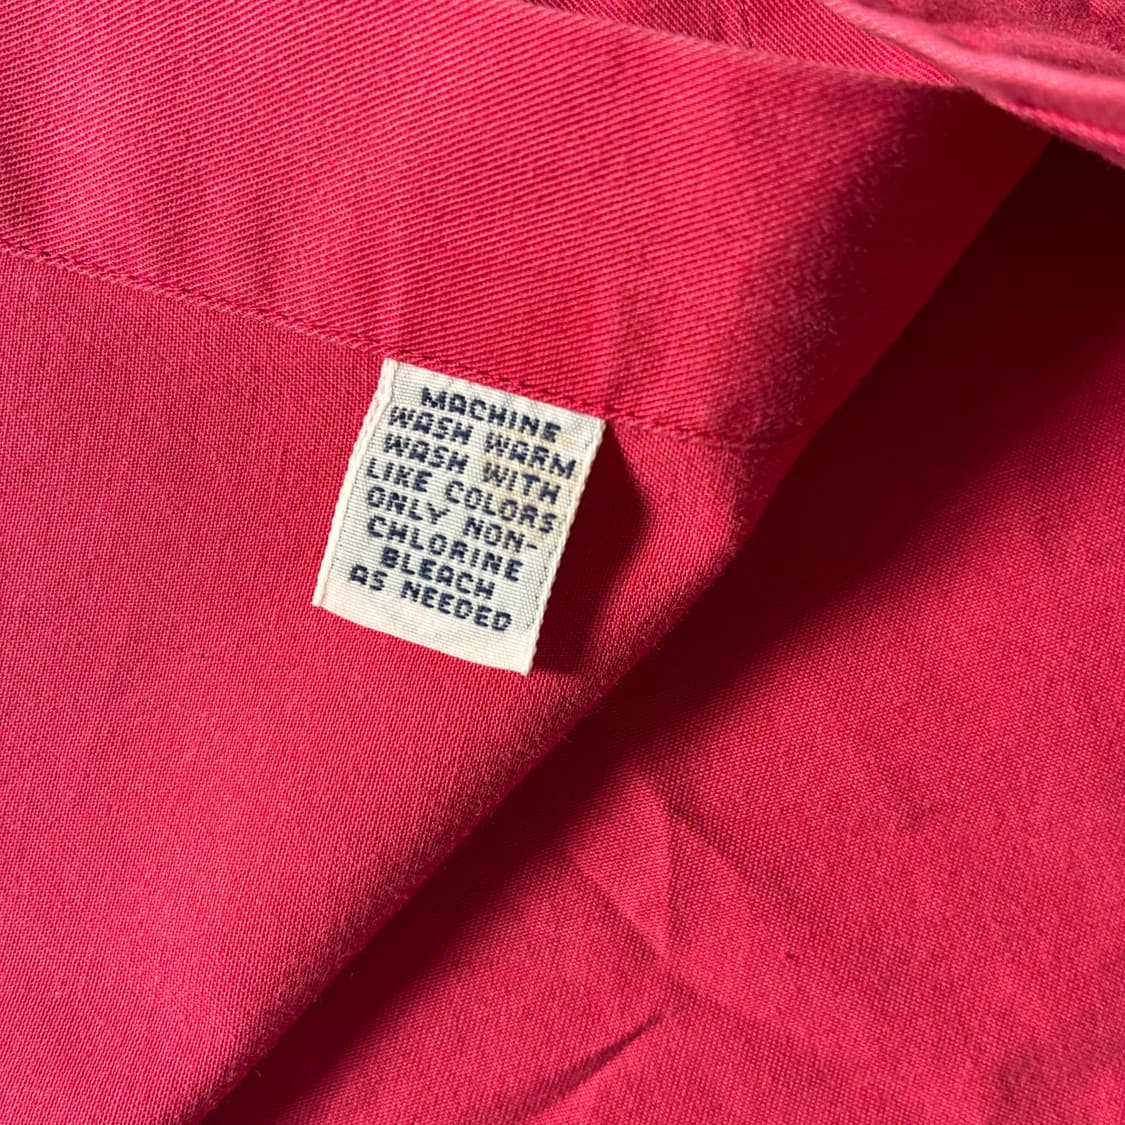 MACHINE
WASH WARM
WASH WITH
LIKE COLORS
ONLY NON-
CHLORINE
BLEACH
AS NEEDED